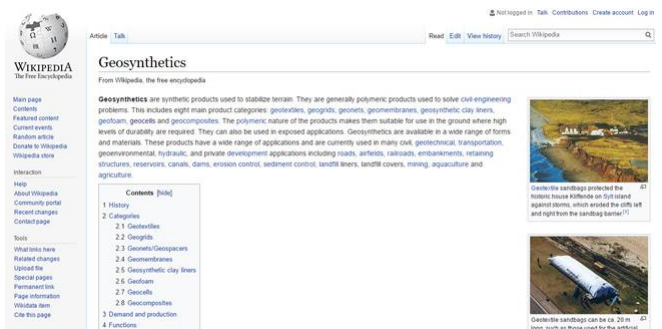 Not logged in Talk Contributions Create account Log in
Article Talk
Read Edit View history Search Wikipedia
WIKIPEDIA
The Free Encyclopedia
Main page
Contents
Featured content
Current events
Random article
Donate to Wikipedia
Wikipedia store
Interaction
Help
About Wikipedia
Community portal
Recent changes
Contact page
Tools
What links here
Related changes
Upload file
Special pages
Permanent link
Page information
Wikidata item
Cite this page
Geosynthetics
From Wikipedia, the free encyclopedia
Geosynthetics are synthetic products used to stabilize terrain. They are generally polymeric products used to solve civil engineering
problems. This includes eight main product categories: geotextiles, geogrids, geonets, geomembranes, geosynthetic clay liners,
geofoam, geocells and geocomposites. The polymeric nature of the products makes them suitable for use in the ground where high
levels of durability are required. They can also be used in exposed applications. Geosynthetics are available in a wide range of forms
and materials. These products have a wide range of applications and are currently used in many civil, geotechnical, transportation,
geoenvironmental, hydraulic, and private development applications including roads, airfields, railroads, embankments, retaining
structures, reservoirs, canals, dams, erosion control, sediment control, landfill liners, landfill covers, mining, aquaculture and
agriculture.
Contents [hide]
1 History
2 Categories
2.1 Geotextiles
2.2 Geogrids
2.3 Geonets/Geospacers
2.4 Geomembranes
2.5 Geosynthetic clay liners
2.6 Geofoam
2.7 Geocells
2.8 Geocomposites
3 Demand and production
4 Functions
Geotextile sandbags protected the
historic house Kliffende on Sylt island
against storms, which eroded the cliffs left
and right from the sandbag barrier.[1]
Geotextile sandbags can be ca. 20 m
long, such as those used for the artificial